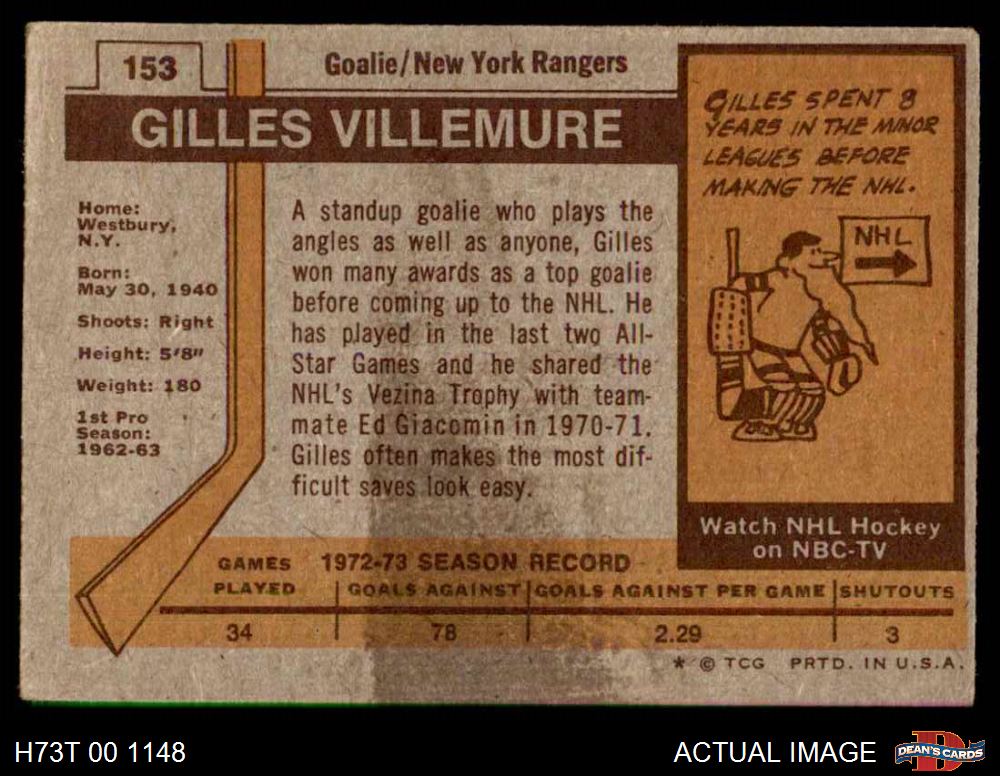 153
Goalie/New York Rangers
GILLES VILLEMURE
Home:
Westbury,
N.Y.
Born:
May 30, 1940
Shoots: Right
Height: 5'8"
Weight: 180
1st Pro
Season:
1962-63
A standup goalie who plays the
angles as well as anyone, Gilles
won many awards as a top goalie
before coming up to the NHL. He
has played in the last two All-
Star Games and he shared the
NHL's Vezina Trophy with team-
mate Ed Giacomin in 1970-71.
Gilles often makes the most dif-
ficult saves look easy.
GILLES SPENT 8
YEARS IN THE MINOR
LEAGUES BEFORE
MAKING THE NHL.
NHL
Watch NHL Hockey
on NBC-TV
1972-73 SEASON RECORD
GAMES
PLAYED GOALS AGAINST GOALS AGAINST PER GAME SHUTOUTS
34 78 2.29 3
* © TCG PRTD. IN U.S.A.
H73T 00 1148
ACTUAL IMAGE
DEAN'S CARDS